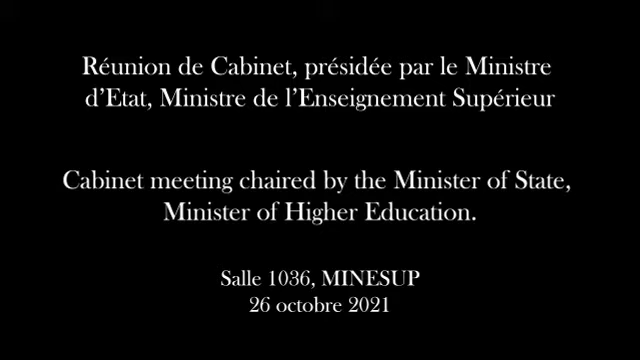 Réunion de Cabinet, présidée par le Ministre
d’Etat, Ministre de l’Enseignement Supérieur
Cabinet meeting chaired by the Minister of State,
Minister of Higher Education.
Salle 1036, MINESUP
26 octobre 2021